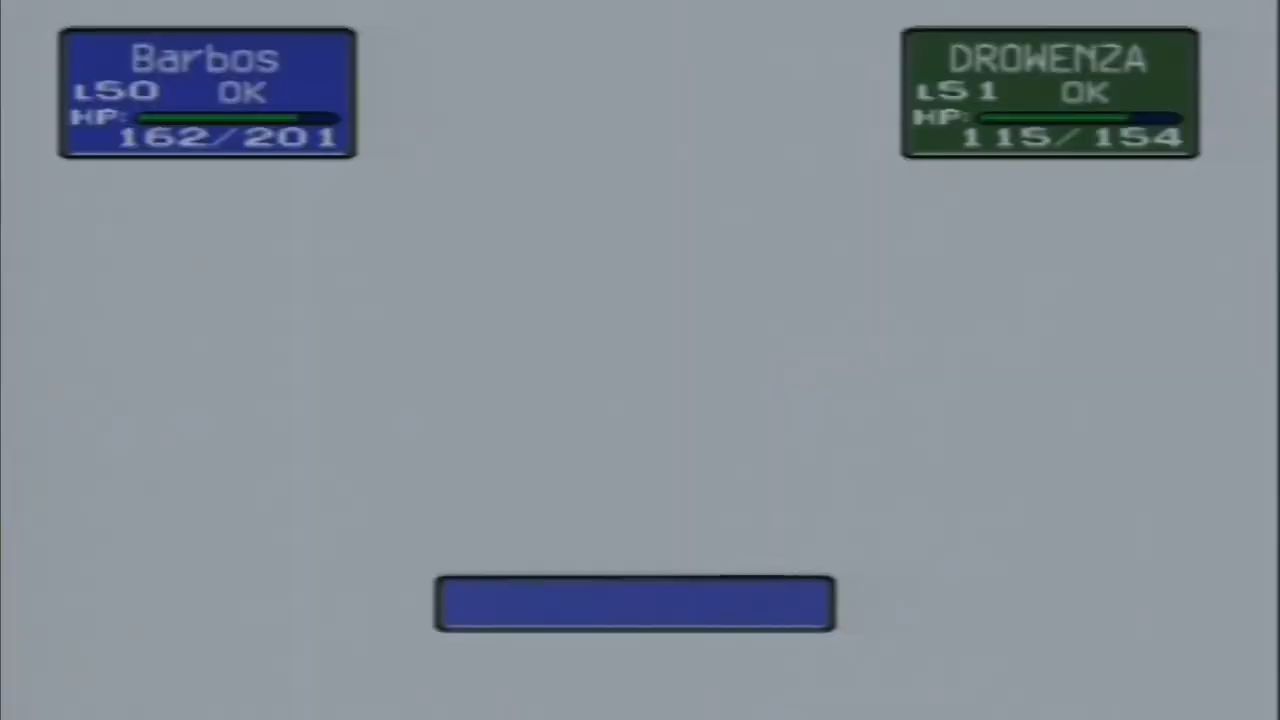 Barbos
L50 OK
HP:
162/201
DROWENZA
L51 OK
HP:
115/154